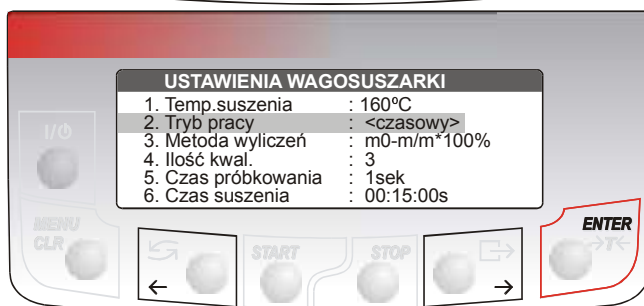 USTAWIENIA WAGOSUSZARKI
1. Temp.suszenia : 160ºC
2. Tryb pracy : <czasowy>
3. Metoda wyliczeń : m0-m/m*100%
4. Ilość kwal. : 3
5. Czas próbkowania : 1sek
6. Czas suszenia : 00:15:00s
I/⏻
MENU
CLR
START
STOP
ENTER
→T←
←
→